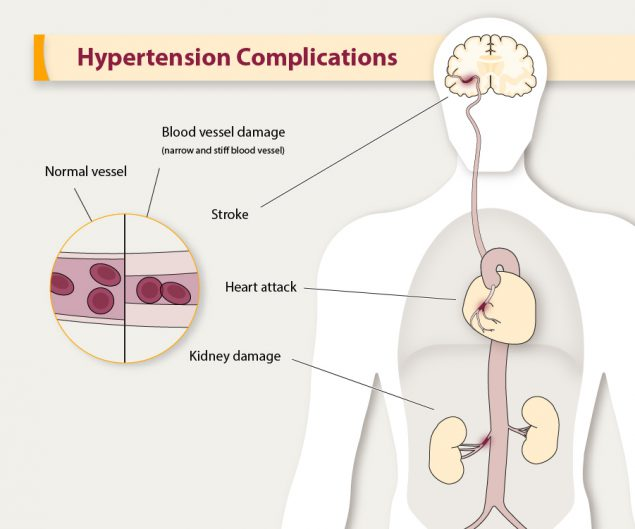 Hypertension Complications
Blood vessel damage
(narrow and stiff blood vessel)
Normal vessel
Stroke
Heart attack
Kidney damage